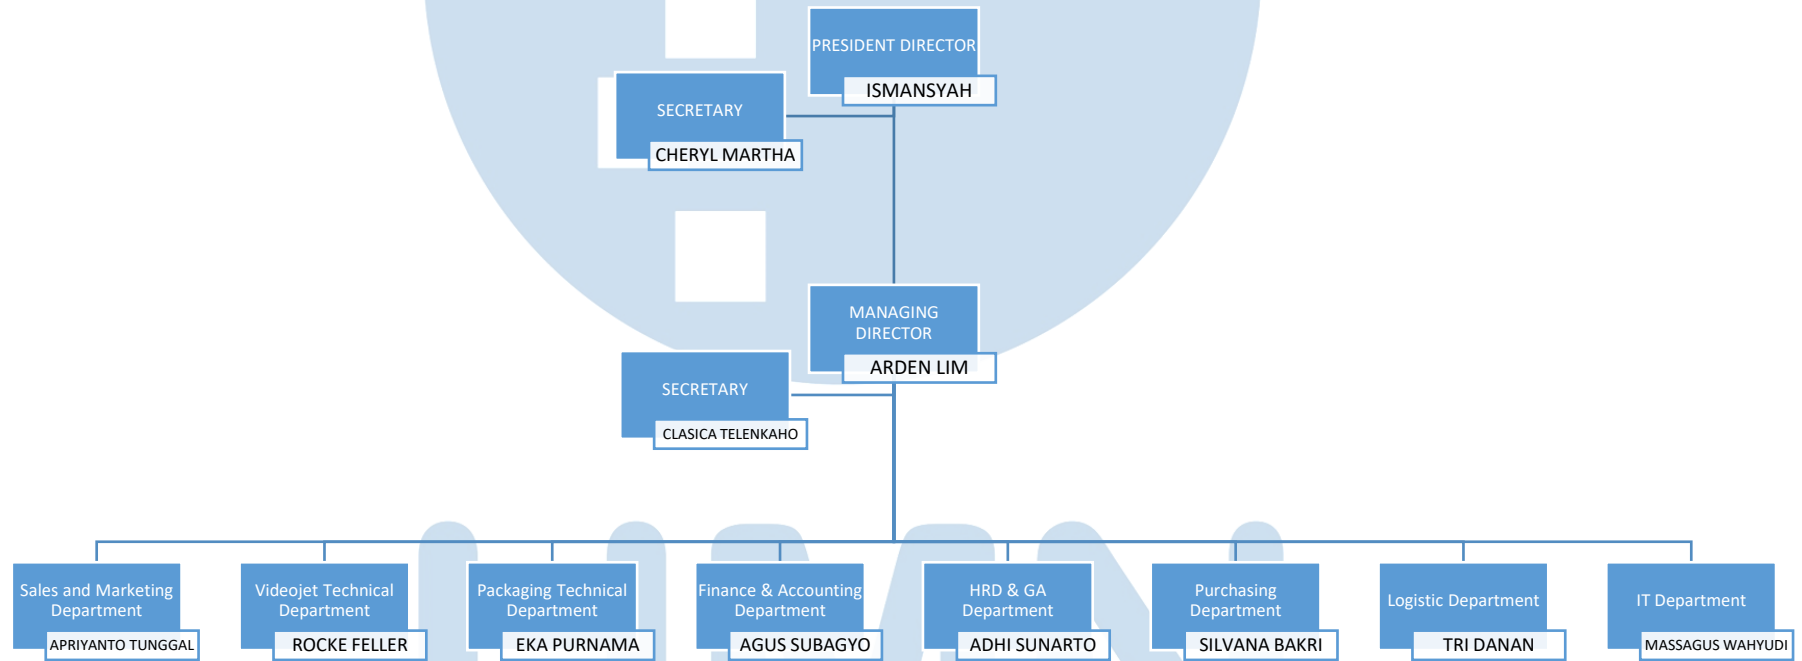 PRESIDENT DIRECTOR
ISMANSYAH
SECRETARY
CHERYL MARTHA
MANAGING
DIRECTOR
ARDEN LIM
SECRETARY
CLASICA TELENKAHO
Sales and Marketing
Department
APRIYANTO TUNGGAL
Videojet Technical
Department
ROCKE FELLER
Packaging Technical
Department
EKA PURNAMA
Finance & Accounting
Department
AGUS SUBAGYO
HRD & GA
Department
ADHI SUNARTO
Purchasing
Department
SILVANA BAKRI
Logistic Department
TRI DANAN
IT Department
MASSAGUS WAHYUDI